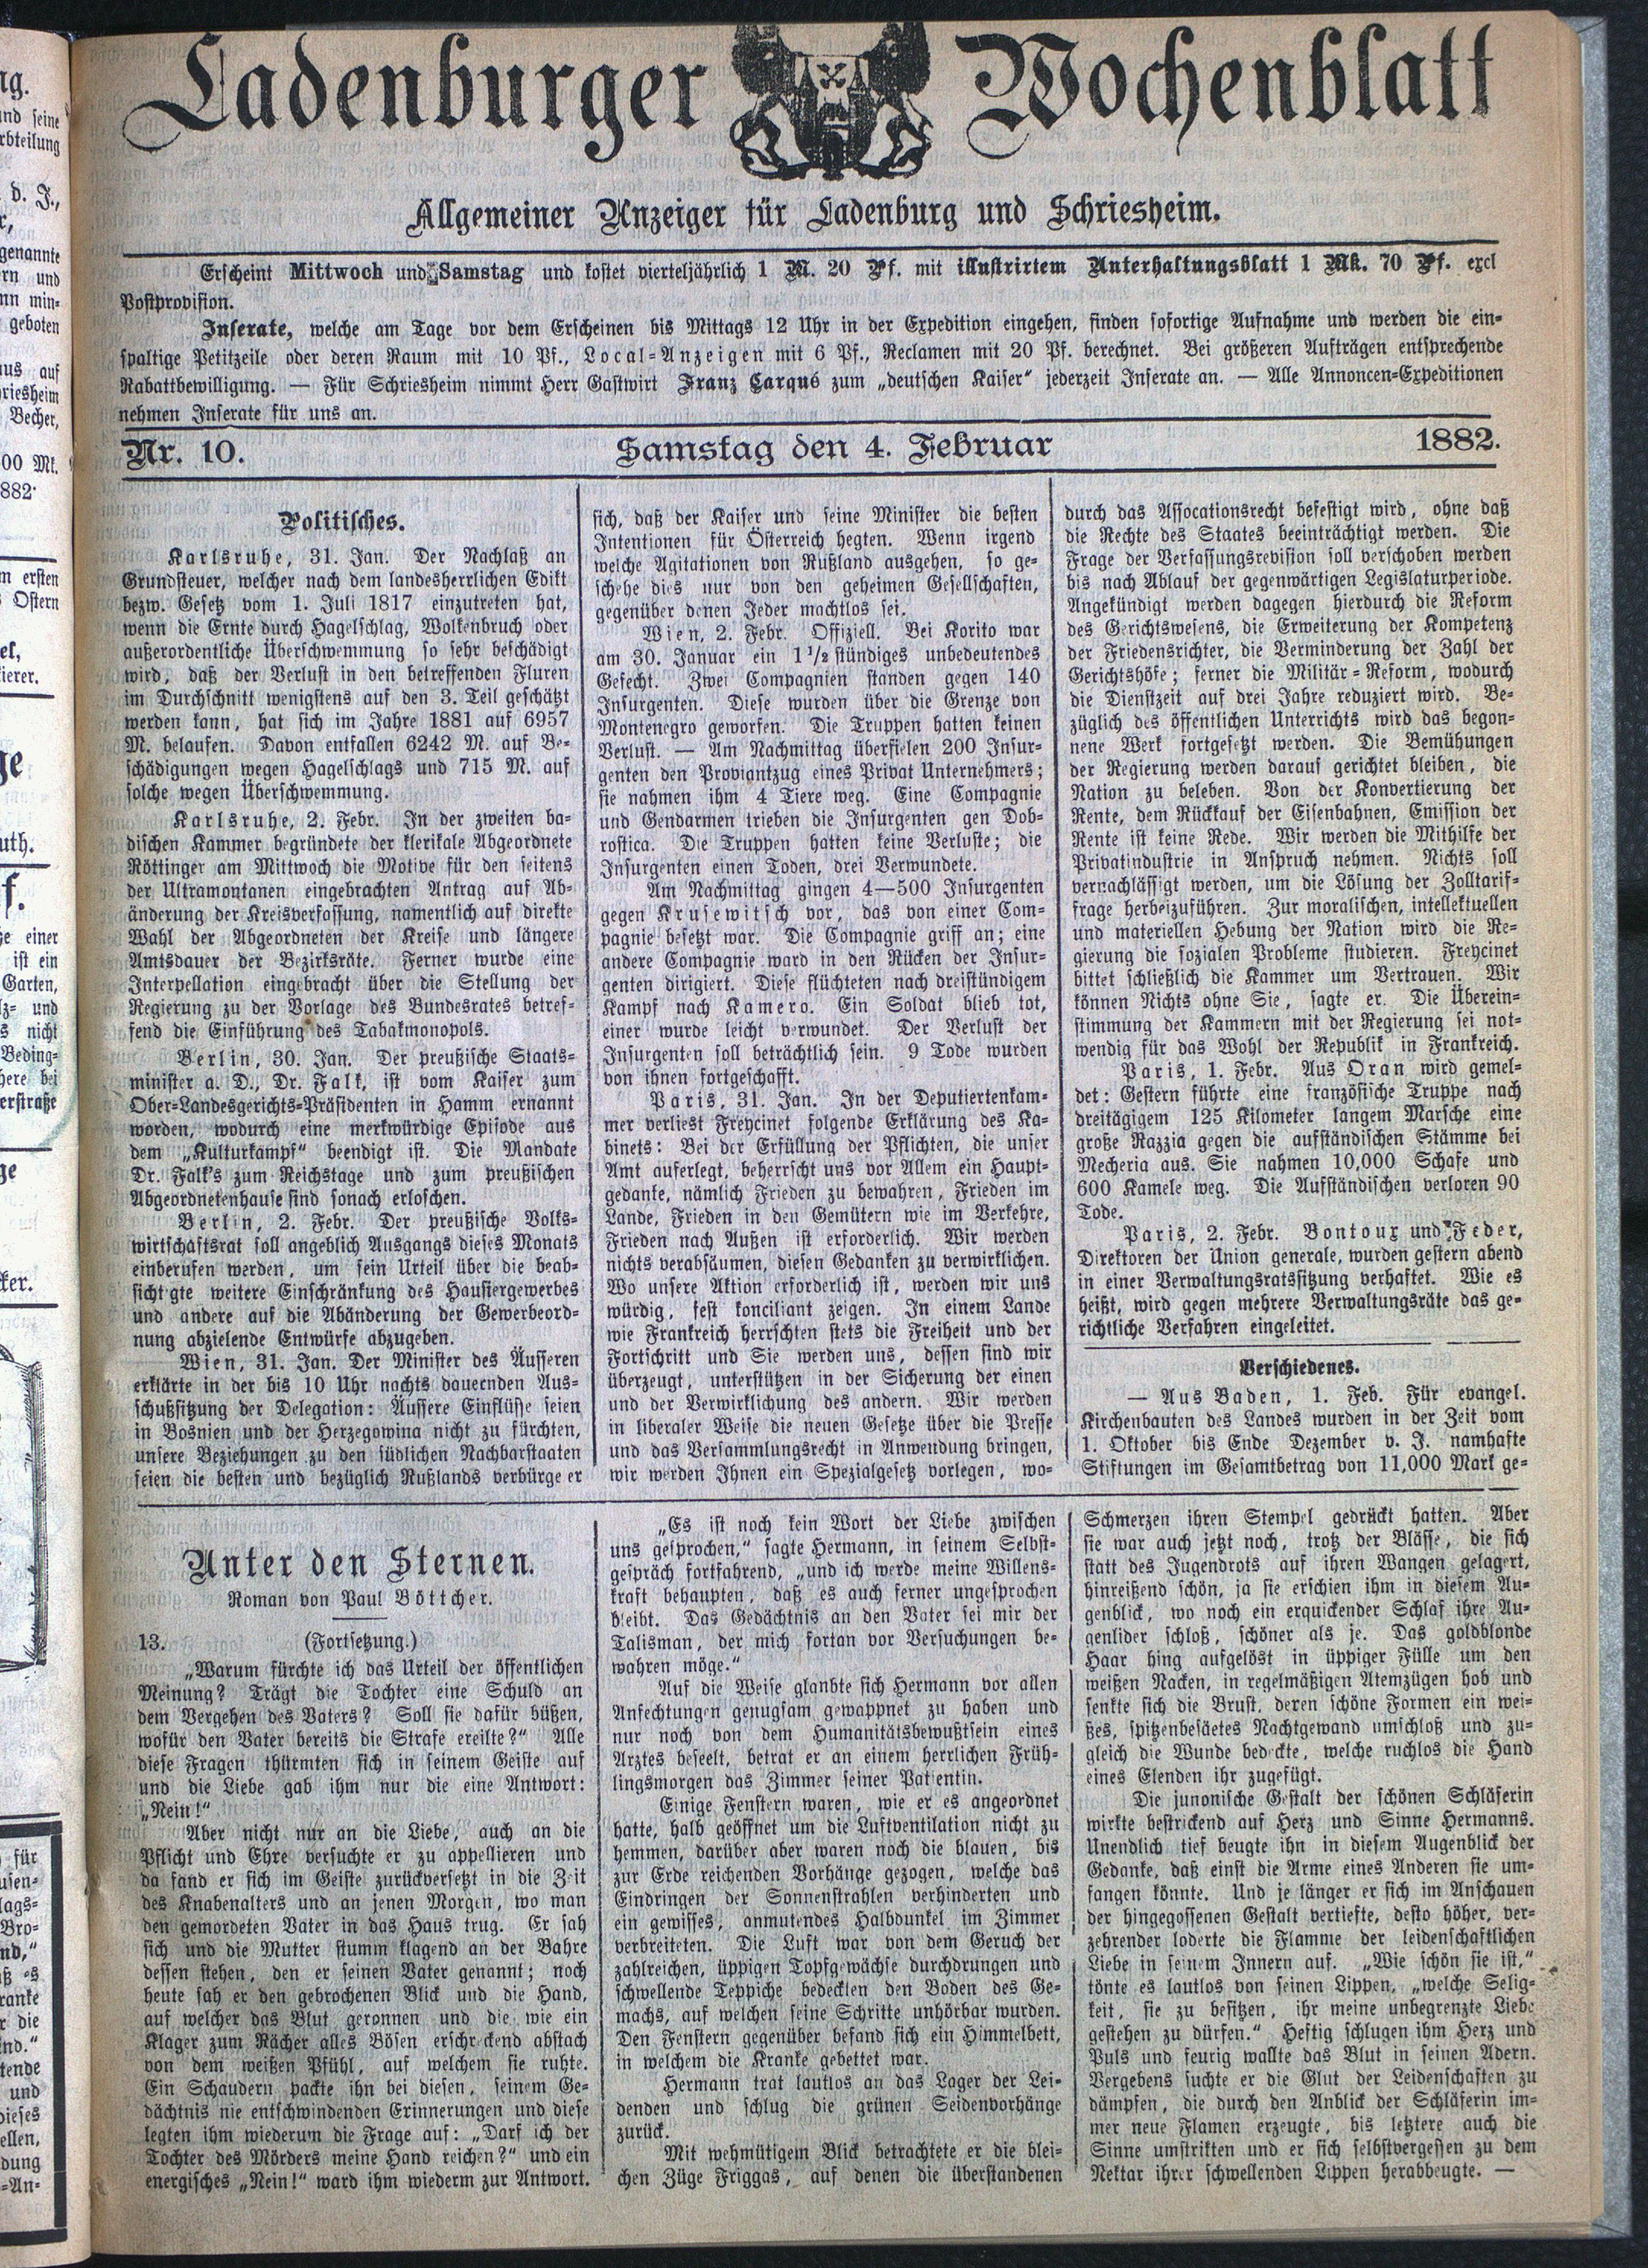 Ladenburger Wochenblatt
Allgemeiner Anzeiger für Ladenburg und Schriesheim.
Erscheint Mittwoch und Samstag und kostet vierteljährlich 1 M. 20 Pf. mit illustrirtem Unterhaltungsblatt 1 Mk. 70 Pf. excl
Postprovision.
Inserate, welche am Tage vor dem Erscheinen bis Mittags 12 Uhr in der Expedition eingehen, finden sofortige Aufnahme und werden die ein-
spaltige Petitzeile oder deren Raum mit 10 Pf., Local-Anzeigen mit 6 Pf., Reclamen mit 20 Pf. berechnet. Bei größeren Aufträgen entsprechende
Rabattbewilligung. — Für Schriesheim nimmt Herr Gastwirt Franz Carqué zum „deutschen Kaiser" jederzeit Inserate an. — Alle Annoncen-Expeditionen
nehmen Inserate für uns an.
Nr. 10. Samstag den 4. Februar 1882.
Politisches.
Karlsruhe, 31. Jan. Der Nachlaß an
Grundsteuer, welcher nach dem landesherrlichen Edikt
bezw. Gesetz vom 1. Juli 1817 einzutreten hat,
wenn die Ernte durch Hagelschlag, Wolkenbruch oder
außerordentliche Überschwemmung so sehr beschädigt
wird, daß der Verlust in den betreffenden Fluren
im Durchschnitt wenigstens auf den 3. Teil geschätzt
werden kann, hat sich im Jahre 1881 auf 6957
M. belaufen. Davon entfallen 6242 M. auf Be-
schädigungen wegen Hagelschlags und 715 M. auf
solche wegen Überschwemmung.
Karlsruhe, 2. Febr. In der zweiten ba-
dischen Kammer begründete der klerikale Abgeordnete
Röttinger am Mittwoch die Motive für den seitens
der Ultramontanen eingebrachten Antrag auf Ab-
änderung der Kreisverfassung, namentlich auf direkte
Wahl der Abgeordneten der Kreise und längere
Amtsdauer der Bezirksräte. Ferner wurde eine
Interpellation eingebracht über die Stellung der
Regierung zu der Vorlage des Bundesrates betref-
fend die Einführung des Tabakmonopols.
Berlin, 30. Jan. Der preußische Staats-
minister a. D., Dr. Falk, ist vom Kaiser zum
Ober-Landesgerichts-Präsidenten in Hamm ernannt
worden, wodurch eine merkwürdige Episode aus
dem „Kulturkampf" beendigt ist. Die Mandate
Dr. Falk's zum Reichstage und zum preußischen
Abgeordnetenhause sind sonach erloschen.
Berlin, 2. Febr. Der preußische Volks-
wirtschaftsrat soll angeblich Ausgangs dieses Monats
einberufen werden, um sein Urteil über die beab-
sicht gte weitere Einschränkung des Hausiergewerbes
und andere auf die Abänderung der Gewerbeord-
nung abzielende Entwürfe abzugeben.
Wien, 31. Jan. Der Minister des Äusseren
erklärte in der bis 10 Uhr nachts dauernden Aus-
schußsitzung der Delegation: Äussere Einflüsse seien
in Bosnien und der Herzegowina nicht zu fürchten,
unsere Beziehungen zu den südlichen Nachbarstaaten
seien die besten und bezüglich Rußlands verbürge er
sich, daß der Kaiser und seine Minister die besten
Intentionen für Österreich hegten. Wenn irgend
welche Agitationen von Rußland ausgehen, so ge-
schehe dies nur von den geheimen Gesellschaften,
gegenüber denen Jeder machtlos sei.
Wien, 2. Febr. Offiziell. Bei Korito war
am 30. Januar ein 1 1/2 stündiges unbedeutendes
Gefecht. Zwei Compagnien standen gegen 140
Insurgenten. Diese wurden über die Grenze von
Montenegro geworfen. Die Truppen hatten keinen
Verlust. — Am Nachmittag überfielen 200 Insur-
genten den Proviantzug eines Privat Unternehmers;
sie nahmen ihm 4 Tiere weg. Eine Compagnie
und Gendarmen trieben die Insurgenten gen Dob-
rostica. Die Truppen hatten keine Verluste; die
Insurgenten einen Toden, drei Verwundete.
Am Nachmittag gingen 4—500 Insurgenten
gegen Krusewitsch vor, das von einer Com-
pagnie besetzt war. Die Compagnie griff an; eine
andere Compagnie ward in den Rücken der Insur-
genten dirigiert. Diese flüchteten nach dreistündigem
Kampf nach Kamero. Ein Soldat blieb tot,
einer wurde leicht verwundet. Der Verlust der
Insurgenten soll beträchtlich sein. 9 Tode wurden
von ihnen fortgeschafft.
Paris, 31. Jan. In der Deputiertenkam-
mer verliest Freycinet folgende Erklärung des Ka-
binets: Bei der Erfüllung der Pflichten, die unser
Amt auferlegt, beherrscht uns vor Allem ein Haupt-
gedanke, nämlich Frieden zu bewahren, Frieden im
Lande, Frieden in den Gemütern wie im Verkehre,
Frieden nach Außen ist erforderlich. Wir werden
nichts verabsäumen, diesen Gedanken zu verwirklichen.
Wo unsere Aktion erforderlich ist, werden wir uns
würdig, fest konciliant zeigen. In einem Lande
wie Frankreich herrschten stets die Freiheit und der
Fortschritt und Sie werden uns, dessen sind wir
überzeugt, unterstützen in der Sicherung der einen
und der Verwirklichung des andern. Wir werden
in liberaler Weise die neuen Gesetze über die Presse
und das Versammlungsrecht in Anwendung bringen,
wir werden Ihnen ein Spezialgesetz vorlegen, wo-
durch das Assocationsrecht befestigt wird, ohne daß
die Rechte des Staates beeinträchtigt werden. Die
Frage der Verfassungsrevision soll verschoben werden
bis nach Ablauf der gegenwärtigen Legislaturperiode.
Angekündigt werden dagegen hierdurch die Reform
des Gerichtswesens, die Erweiterung der Kompetenz
der Friedensrichter, die Verminderung der Zahl der
Gerichtshöfe; ferner die Militär-Reform, wodurch
die Dienstzeit auf drei Jahre reduziert wird. Be-
züglich des öffentlichen Unterrichts wird das begon-
nene Werk fortgesetzt werden. Die Bemühungen
der Regierung werden darauf gerichtet bleiben, die
Nation zu beleben. Von der Konvertierung der
Rente, dem Rückkauf der Eisenbahnen, Emission der
Rente ist keine Rede. Wir werden die Mithilfe der
Privatindustrie in Anspruch nehmen. Nichts soll
vernachlässigt werden, um die Lösung der Zolltarif-
frage herbeizuführen. Zur moralischen, intellektuellen
und materiellen Hebung der Nation wird die Re-
gierung die sozialen Probleme studieren. Freycinet
bittet schließlich die Kammer um Vertrauen. Wir
können Nichts ohne Sie, sagte er. Die Überein-
stimmung der Kammern mit der Regierung sei not-
wendig für das Wohl der Republik in Frankreich.
Paris, 1. Febr. Aus Oran wird gemel-
det: Gestern führte eine französische Truppe nach
dreitägigem 125 Kilometer langem Marsche eine
große Razzia gegen die aufständischen Stämme bei
Mecheria aus. Sie nahmen 10,000 Schafe und
600 Kamele weg. Die Aufständischen verloren 90
Tode.
Paris, 2. Febr. Bontoux und Feder,
Direktoren der Union generale, wurden gestern abend
in einer Verwaltungsratssitzung verhaftet. Wie es
heißt, wird gegen mehrere Verwaltungsräte das ge-
richtliche Verfahren eingeleitet.
Verschiedenes.
— Aus Baden, 1. Feb. Für evangel.
Kirchenbauten des Landes wurden in der Zeit vom
1. Oktober bis Ende Dezember v. J. namhafte
Stiftungen im Gesamtbetrag von 11,000 Mark ge-
Unter den Sternen.
Roman von Paul Böttcher.
13. (Fortsetzung.)
„Warum fürchte ich das Urteil der öffentlichen
Meinung? Trägt die Tochter eine Schuld an
dem Vergehen des Vaters? Soll sie dafür büßen,
wofür den Vater bereits die Strafe ereilte?" Alle
diese Fragen thürmten sich in seinem Geiste auf
und die Liebe gab ihm nur die eine Antwort:
„Nein!"
Aber nicht nur an die Liebe, auch an die
Pflicht und Ehre versuchte er zu appellieren und
da fand er sich im Geiste zurückversetzt in die Zeit
des Knabenalters und an jenen Morgen, wo man
den gemordeten Vater in das Haus trug. Er sah
sich und die Mutter stumm klagend an der Bahre
dessen stehen, den er seinen Vater genannt; noch
heute sah er den gebrochenen Blick und die Hand,
auf welcher das Blut geronnen und die, wie ein
Kläger zum Rächer alles Bösen erschreckend abstach
von dem weißen Pfühl, auf welchem sie ruhte.
Ein Schaudern packte ihn bei diesen, seinem Ge-
dächtnis nie entschwindenden Erinnerungen und diese
legten ihm wiederum die Frage auf: „Darf ich der
Tochter des Mörders meine Hand reichen?" und ein
energisches „Nein!" ward ihm wiederm zur Antwort.
„Es ist noch kein Wort der Liebe zwischen
uns gesprochen," sagte Hermann, in seinem Selbst-
gespräch fortfahrend, „und ich werde meine Willens-
kraft behaupten, daß es auch ferner ungesprochen
bleibt. Das Gedächtnis an den Vater sei mir der
Talisman, der mich fortan vor Versuchungen be-
wahren möge."
Auf die Weise glanbte sich Hermann vor allen
Anfechtungen genugsam gewappnet zu haben und
nur noch von dem Humanitätsbewußtsein eines
Arztes beseelt, betrat er an einem herrlichen Früh-
lingsmorgen das Zimmer seiner Pat entin.
Einige Fenstern waren, wie er es angeordnet
hatte, halb geöffnet um die Luftventilation nicht zu
hemmen, darüber aber waren noch die blauen, bis
zur Erde reichenden Vorhänge gezogen, welche das
Eindringen der Sonnenstrahlen verhinderten und
ein gewisses, anmutendes Halbdunkel im Zimmer
verbreiteten. Die Luft war von dem Geruch der
zahlreichen, üppigen Topfgewächse durchdrungen und
schwellende Teppiche bedeckten den Boden des Ge-
machs, auf welchen seine Schritte unhörbar wurden.
Den Fenstern gegenüber befand sich ein Himmelbett,
in welchem die Kranke gebettet war.
Hermann trat lautlos an das Lager der Lei-
denden und schlug die grünen Seidenvorhänge
zurück.
Mit wehmütigem Blick betrachtete er die blei-
chen Züge Friggas, auf denen die überstandenen
Schmerzen ihren Stempel gedrückt hatten. Aber
sie war auch jetzt noch, trotz der Blässe, die sich
statt des Jugendrots auf ihren Wangen gelagert,
hinreißend schön, ja sie erschien ihm in diesem Au-
genblick, wo noch ein erquickender Schlaf ihre Au-
genlider schloß, schöner als je. Das goldblonde
Haar hing aufgelöst in üppiger Fülle um den
weißen Nacken, in regelmäßigen Atemzügen hob und
senkte sich die Brust, deren schöne Formen ein wei-
ßes, spitzenbesäetes Nachtgewand umschloß und zu-
gleich die Wunde bedeckte, welche ruchlos die Hand
eines Elenden ihr zugefügt.
Die junonische Gestalt der schönen Schläferin
wirkte bestrickend auf Herz und Sinne Hermanns.
Unendlich tief beugte ihn in diesem Augenblick der
Gedanke, daß einst die Arme eines Anderen sie um-
fangen könnte. Und je länger er sich im Anschauen
der hingegossenen Gestalt vertiefte, desto höher, ver-
zehrender loderte die Flamme der leidenschaftlichen
Liebe in seinem Innern auf. „Wie schön sie ist,"
tönte es lautlos von seinen Lippen, „welche Selig-
keit, sie zu besitzen, ihr meine unbegrenzte Liebe
gestehen zu dürfen." Heftig schlugen ihm Herz und
Puls und feurig wallte das Blut in seinen Adern.
Vergebens suchte er die Glut der Leidenschaften zu
dämpfen, die durch den Anblick der Schläferin im-
mer neue Flamen erzeugte, bis letztere auch die
Sinne umstrikten und er sich selbstvergessen zu dem
Nektar ihrer schwellenden Lippen herabbeugte. —